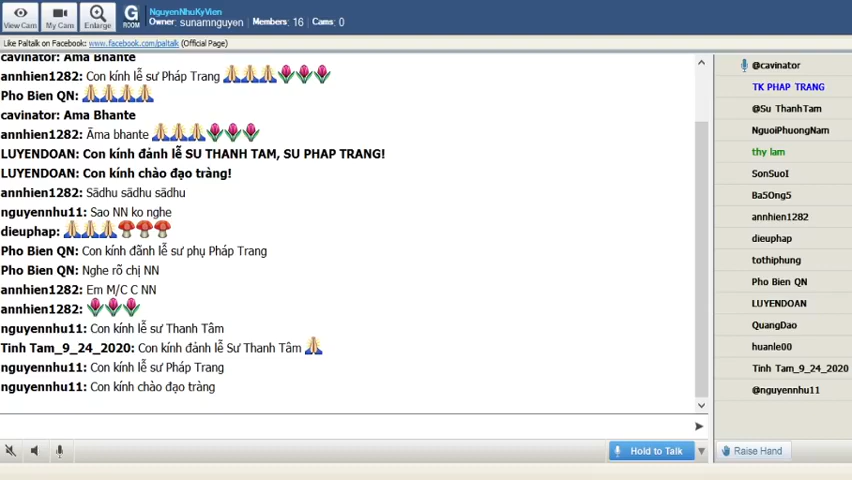 NguyenNhuKyVien
Owner: sunamnguyen Members: 16 Cams: 0
View Cam My Cam Enlarge G ROOM
Like Paltalk on Facebook: www.facebook.com/paltalk (Official Page)
cavinator: Ama Bhante
annhien1282: Con kính lễ sư Pháp Trang
Pho Bien QN:
cavinator: Ama Bhante
annhien1282: Āma bhante
LUYENDOAN: Con kính đảnh lễ SU THANH TAM, SU PHAP TRANG!
LUYENDOAN: Con kính chào đạo tràng!
annhien1282: Sādhu sādhu sādhu
nguyennhu11: Sao NN ko nghe
dieuphap:
Pho Bien QN: Con kính đãnh lễ sư phụ Pháp Trang
Pho Bien QN: Nghe rõ chị NN
annhien1282: Em M/C C NN
annhien1282:
nguyennhu11: Con kính lễ sư Thanh Tâm
Tinh Tam_9_24_2020: Con kính đảnh lễ Sư Thanh Tâm
nguyennhu11: Con kính lễ sư Pháp Trang
nguyennhu11: Con kính chào đạo tràng
Hold to Talk
@cavinator
TK PHAP TRANG
@Su ThanhTam
NguoiPhuongNam
thy lam
SonSuoI
Ba5Ong5
annhien1282
dieuphap
tothiphung
Pho Bien QN
LUYENDOAN
QuangDao
huanle00
Tinh Tam_9_24_2020
@nguyennhu11
Raise Hand